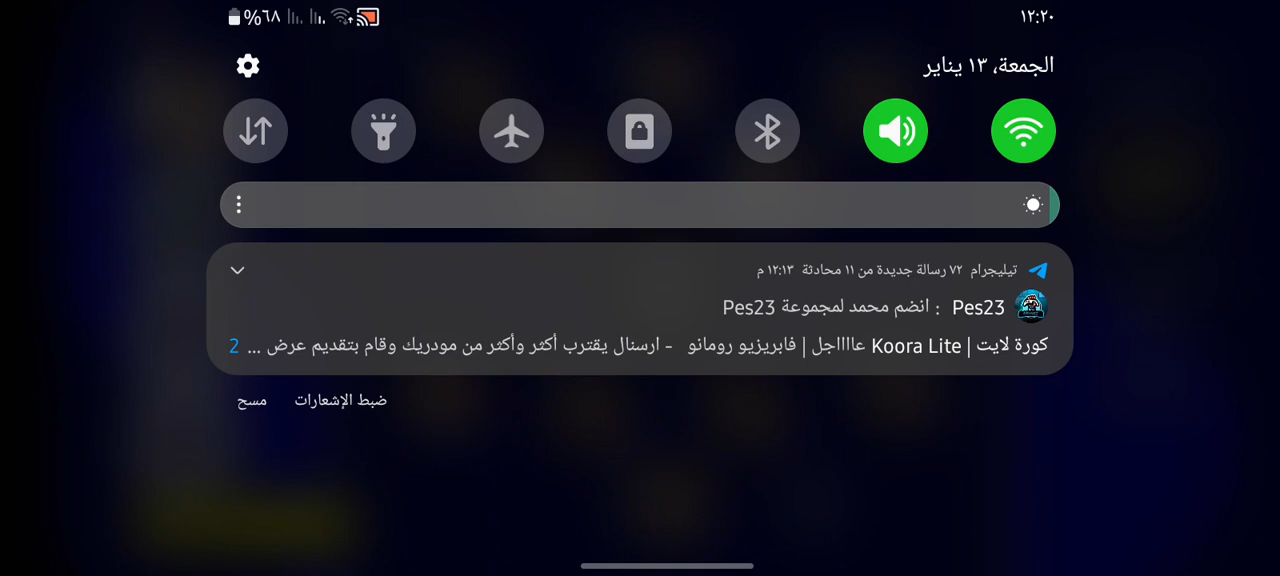 ١٢:٢٠ %٦٨
الجمعة، ١٣ يناير
تيليجرام ٧٢ رسالة جديدة من ١١ محادثة ١٢:١٣ م
Pes23 : انضم محمد لمجموعة Pes23
كورة لايت | Koora Lite عااااجل | فابريزيو رومانو - ارسنال يقترب أكثر وأكثر من مودريك وقام بتقديم عرض ... 2
ضبط الإشعارات مسح